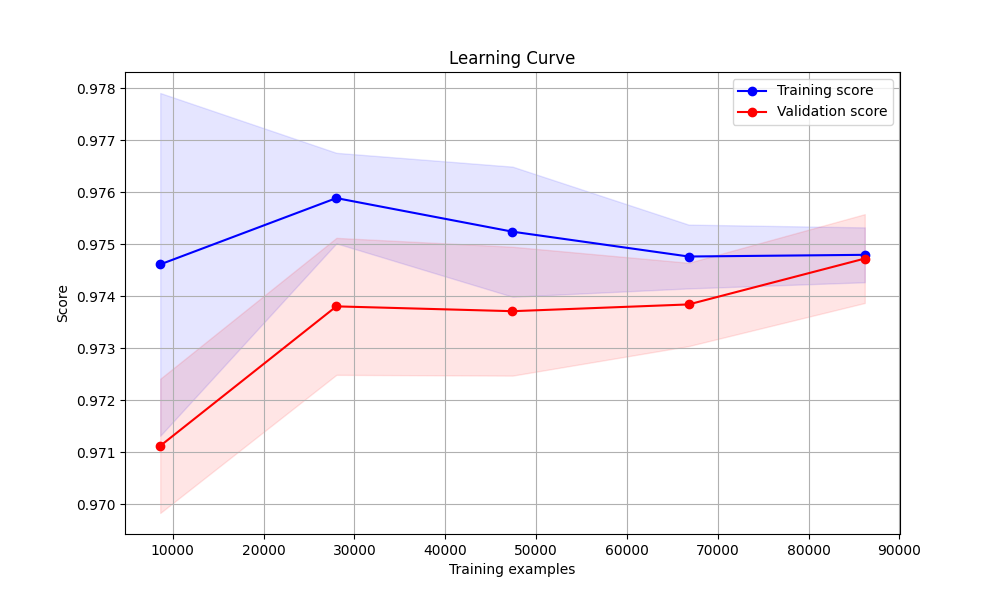 Learning Curve
Training score
Validation score
0.978
0.977
0.976
0.975
0.974
0.973
0.972
0.971
0.970
Score
10000 20000 30000 40000 50000 60000 70000 80000 90000
Training examples